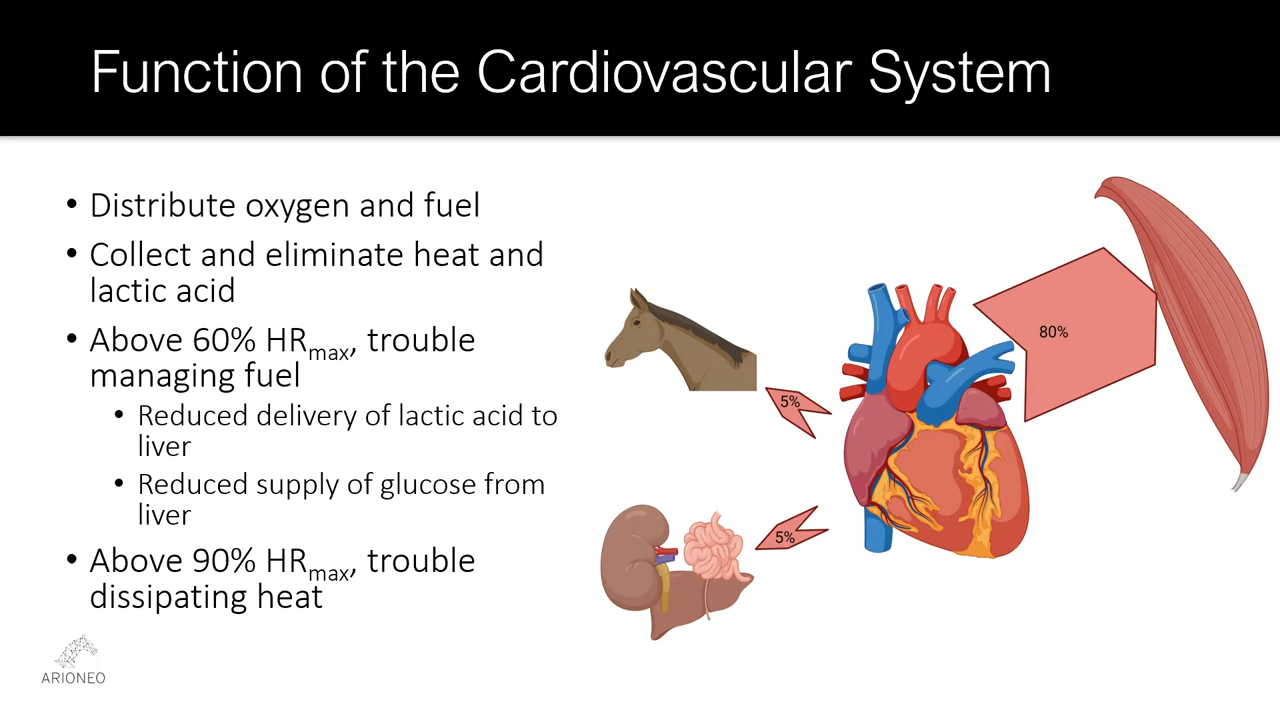 Function of the Cardiovascular System
• Distribute oxygen and fuel
• Collect and eliminate heat and
lactic acid
• Above 60% HRmax, trouble
managing fuel
• Reduced delivery of lactic acid to
liver
• Reduced supply of glucose from
liver
• Above 90% HRmax, trouble
dissipating heat
80%
5%
5%
ARIONEO